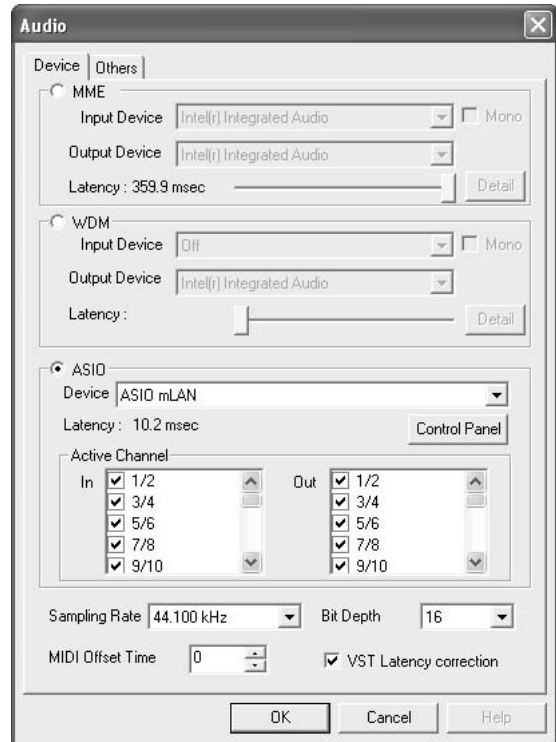 Audio
Device Others
MME
Input Device Intel(r) Integrated Audio Mono
Output Device Intel(r) Integrated Audio
Latency : 359.9 msec Detail
WDM
Input Device Off Mono
Output Device Intel(r) Integrated Audio
Latency : Detail
ASIO
Device ASIO mLAN
Latency : 10.2 msec Control Panel
Active Channel
In 1/2 Out 1/2
3/4 3/4
5/6 5/6
7/8 7/8
9/10 9/10
Sampling Rate 44.100 kHz Bit Depth 16
MIDI Offset Time 0 VST Latency correction
OK Cancel Help